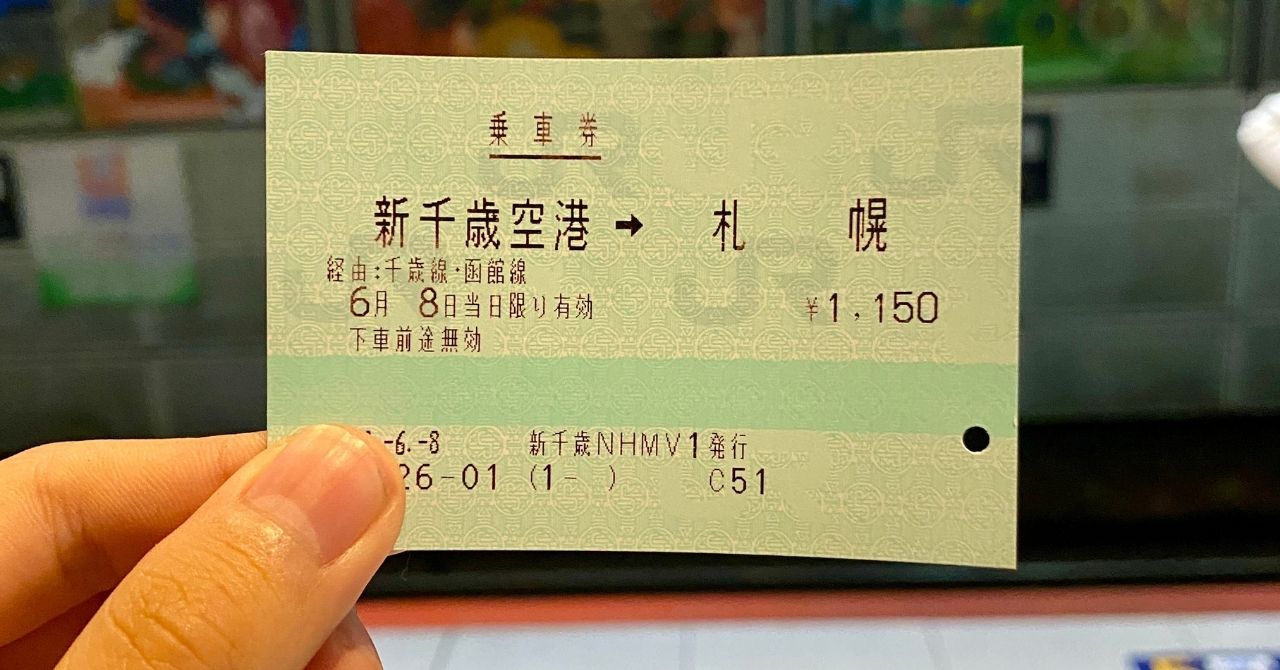 乗車券
新千歳空港 → 札幌
経由:千歳線・函館線
6月 8日当日限り有効 ¥1,150
下車前途無効
-6.-8 新千歳NHMV1発行
26-01 (1- ) C51